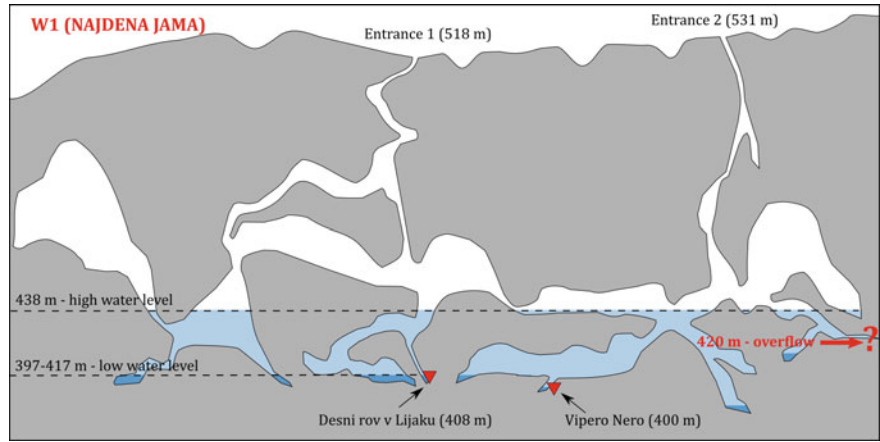 W1 (NAJDENA JAMA)
Entrance 1 (518 m)
Entrance 2 (531 m)
438 m - high water level
420 m - overflow
?
397-417 m - low water level
Desni rov v Lijaku (408 m)
Vipero Nero (400 m)